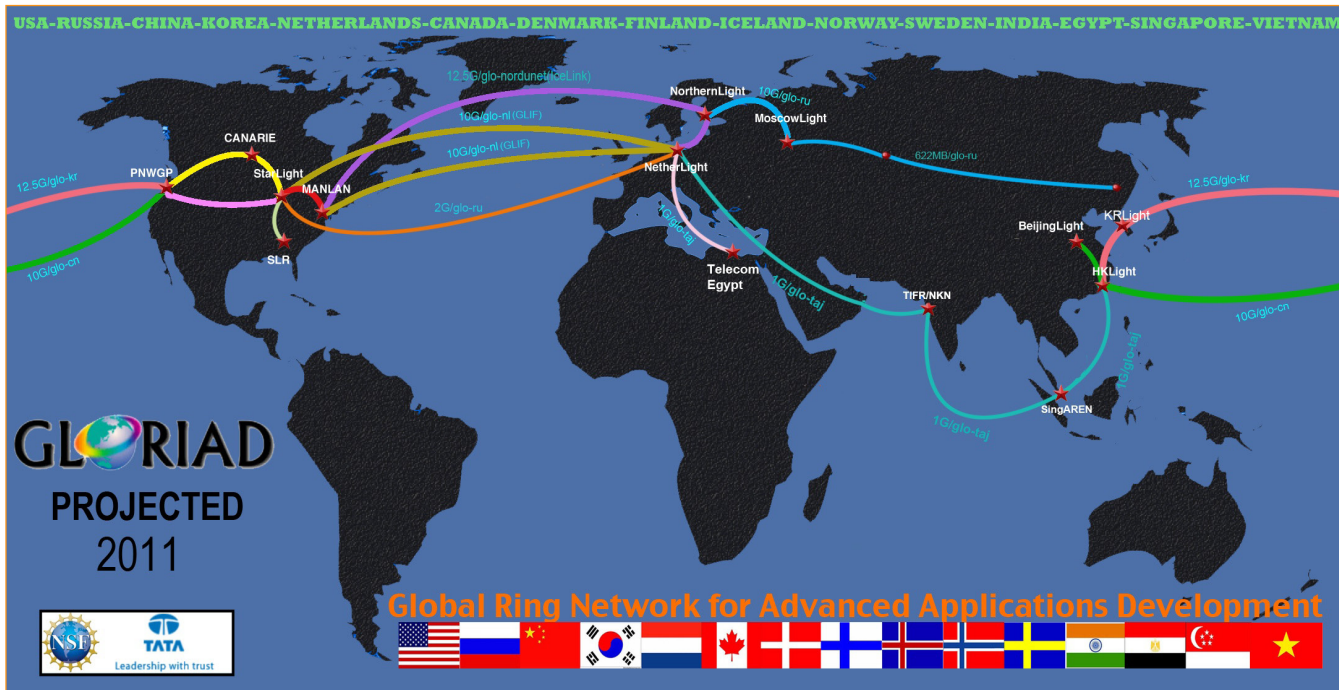 USA-RUSSIA-CHINA-KOREA-NETHERLANDS-CANADA-DENMARK-FINLAND-ICELAND-NORWAY-SWEDEN-INDIA-EGYPT-SINGAPORE-VIETNAM
12.5G/glo-nordunet(iceLink)
NorthernLight
10G/glo-ru
10G/glo-nl (GLIF)
MoscowLight
CANARIE
10G/glo-nl (GLIF)
622MB/glo-ru
PNWGP
StarLight
NetherLight
MANLAN
12.5G/glo-kr
12.5G/glo-kr
2G/glo-ru
1G/glo-taj
KRLight
BeijingLight
10G/glo-cn
SLR
Telecom
Egypt
1G/glo-taj
HKLight
TIFR/NKN
10G/glo-cn
1G/glo-taj
SingAREN
1G/glo-taj
GLORIAD
PROJECTED
2011
NSF
TATA
Leadership with trust
Global Ring Network for Advanced Applications Development